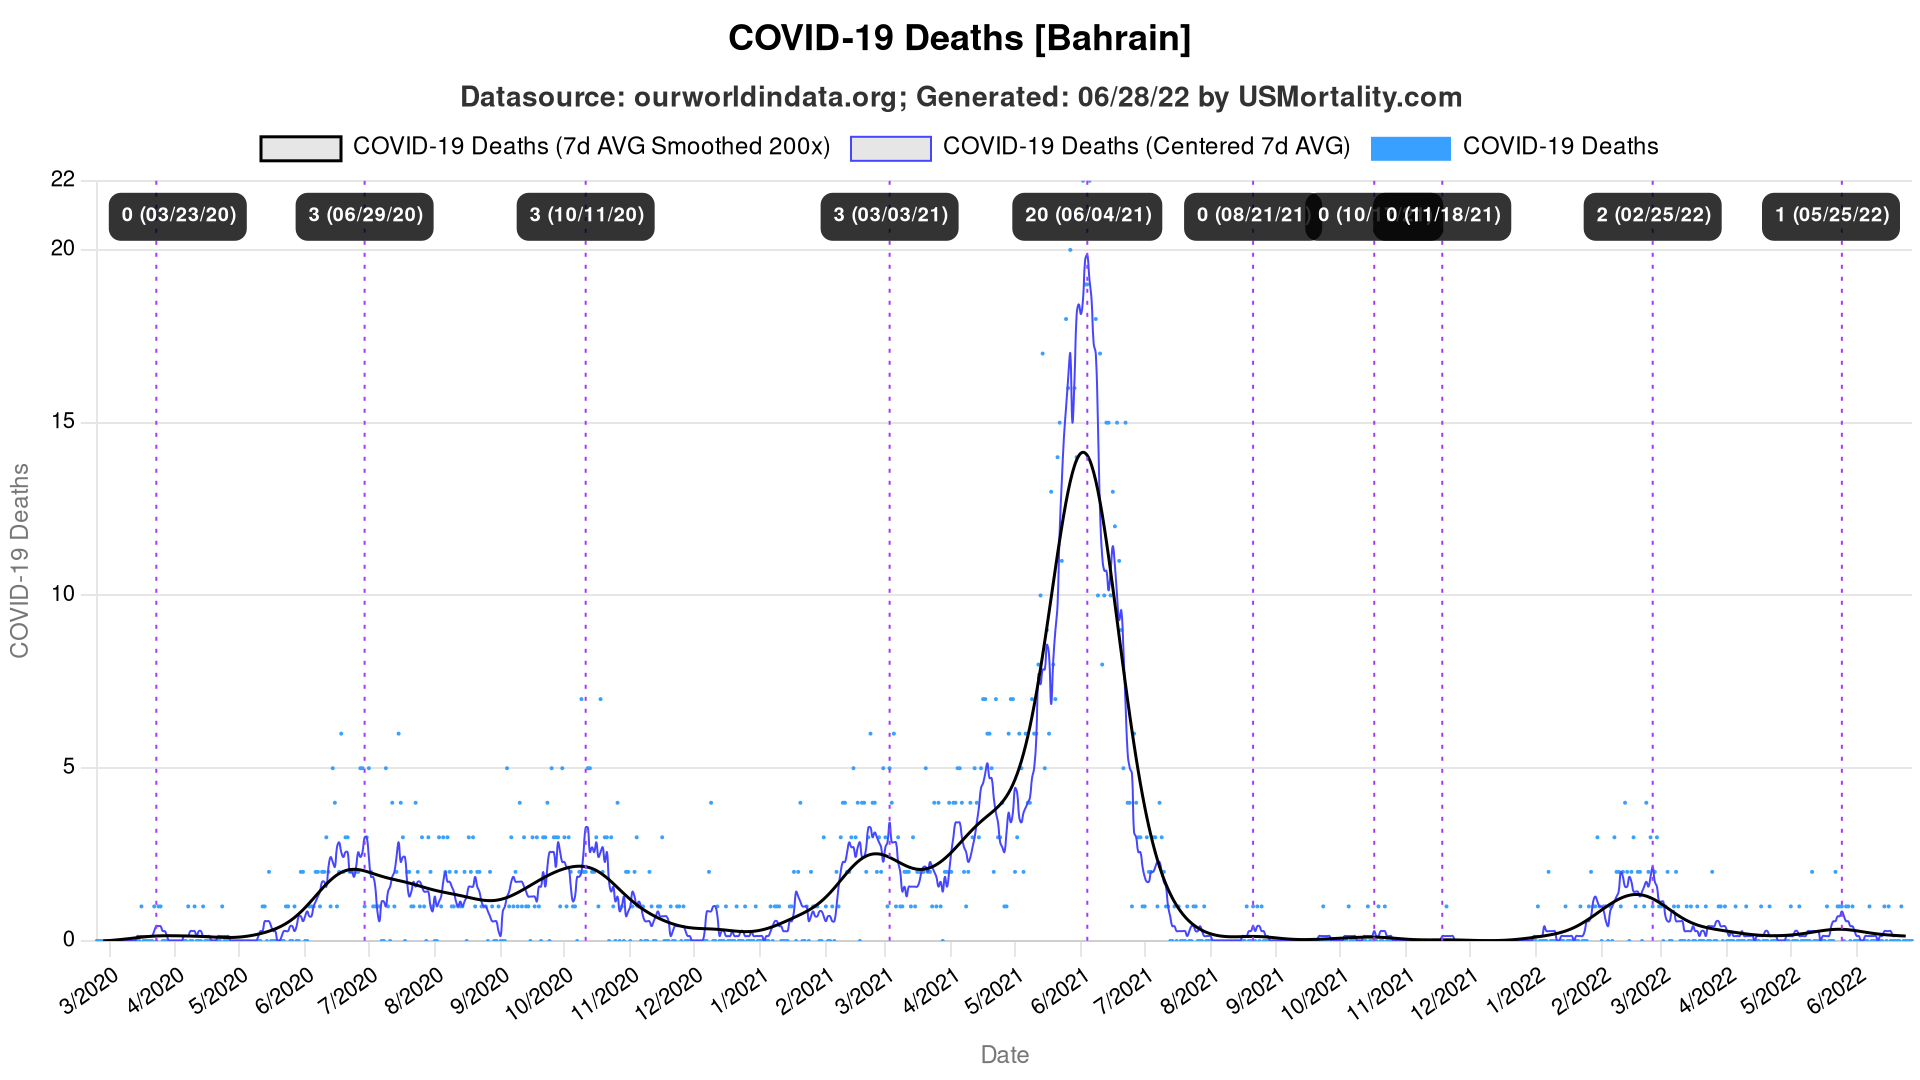 COVID-19 Deaths [Bahrain]
Datasource: ourworldindata.org; Generated: 06/28/22 by USMortality.com
COVID-19 Deaths (7d AVG Smoothed 200x) COVID-19 Deaths (Centered 7d AVG) COVID-19 Deaths
22
0 (03/23/20) 3 (06/29/20) 3 (10/11/20) 3 (03/03/21) 20 (06/04/21) 0 (08/21/21) 0 (10/ 0 (11/18/21) 2 (02/25/22) 1 (05/25/22)
20
15
10
5
0
COVID-19 Deaths
3/2020 4/2020 5/2020 6/2020 7/2020 8/2020 9/2020 10/2020 11/2020 12/2020 1/2021 2/2021 3/2021 4/2021 5/2021 6/2021 7/2021 8/2021 9/2021 10/2021 11/2021 12/2021 1/2022 2/2022 3/2022 4/2022 5/2022 6/2022
Date